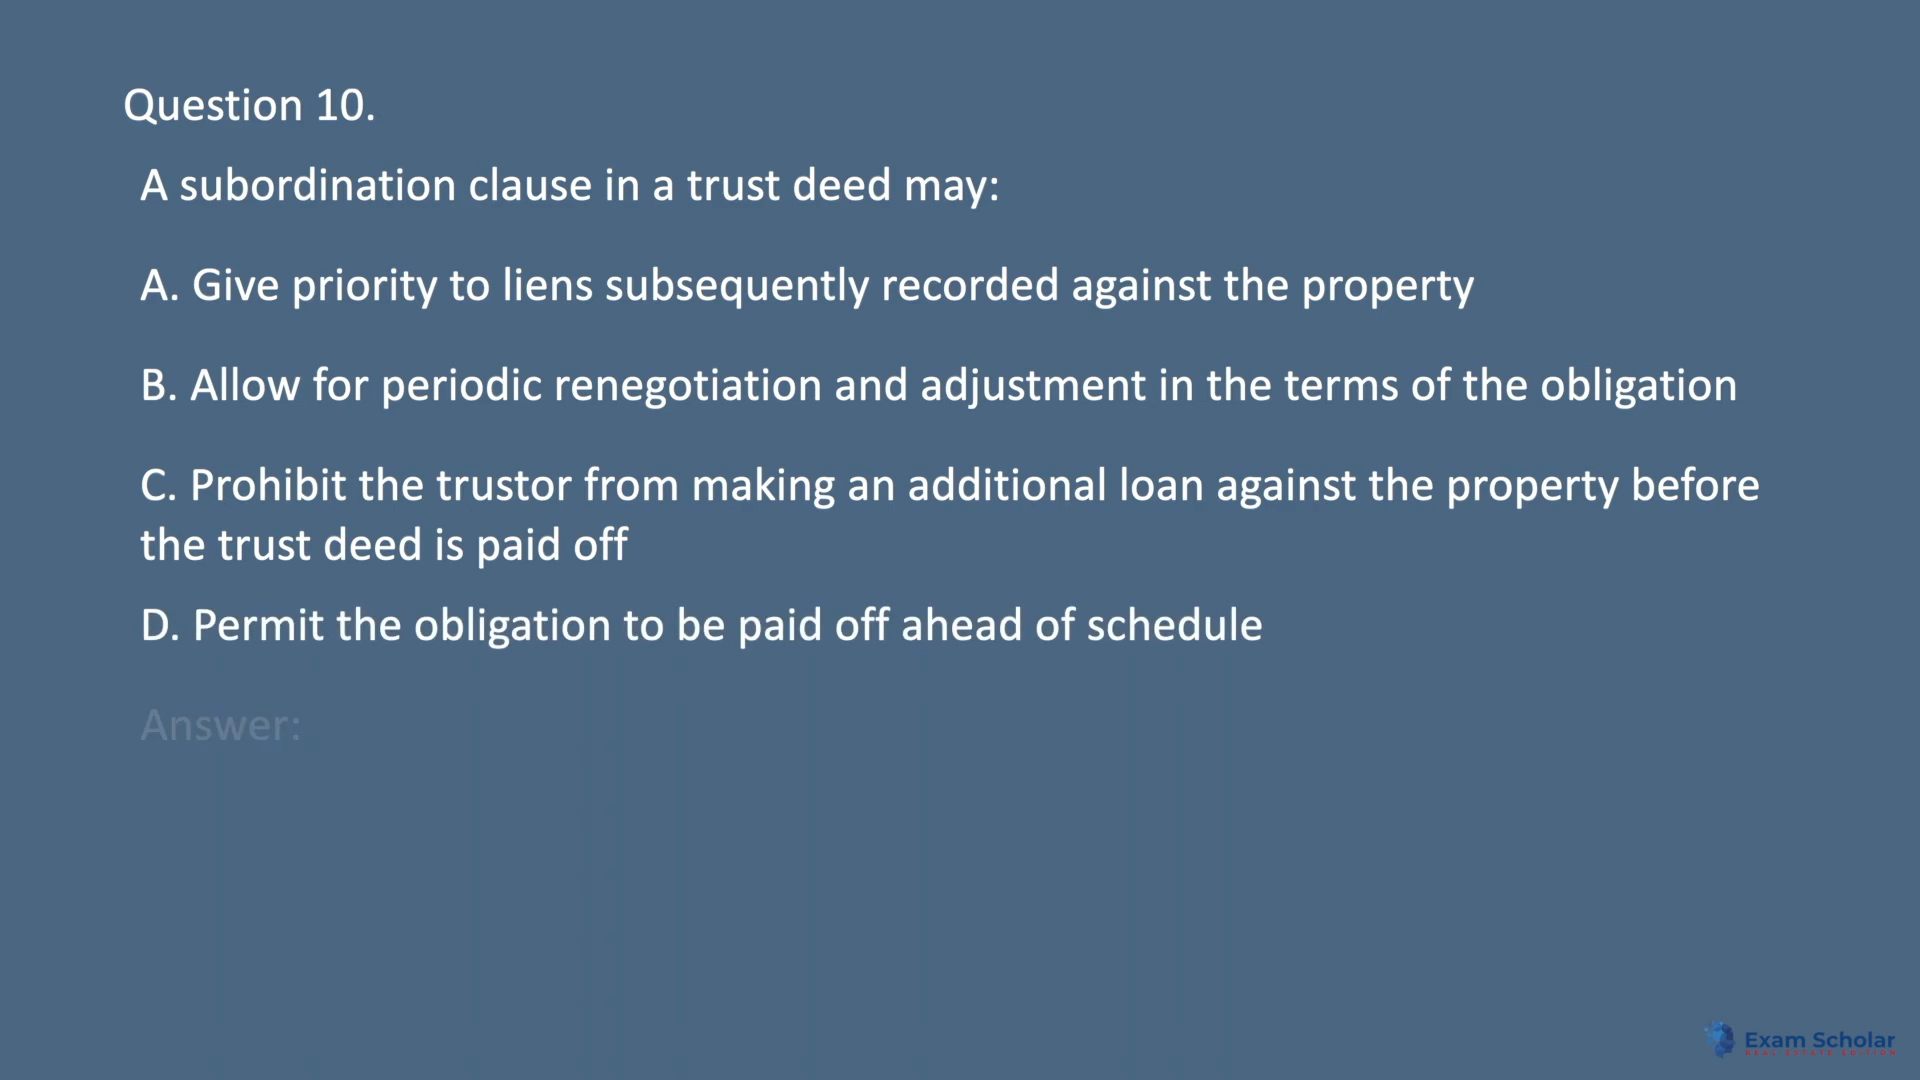 Question 10.
A subordination clause in a trust deed may:
A. Give priority to liens subsequently recorded against the property
B. Allow for periodic renegotiation and adjustment in the terms of the obligation
C. Prohibit the trustor from making an additional loan against the property before
the trust deed is paid off
D. Permit the obligation to be paid off ahead of schedule
Answer:
Exam Scholar
REAL ESTATE EDITION